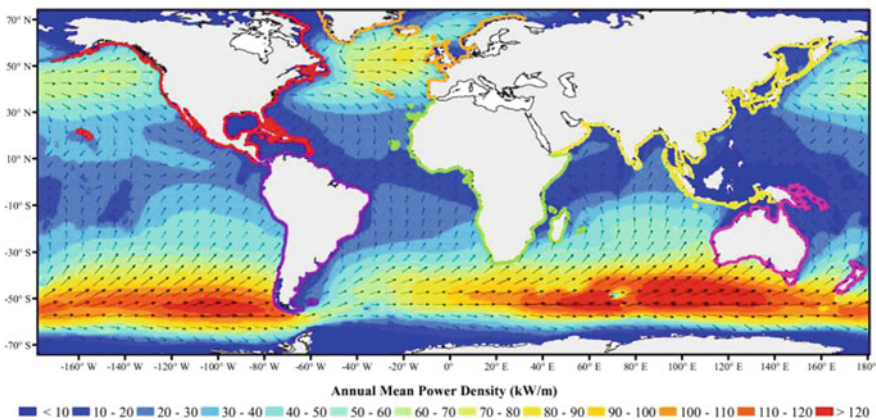 70° N
50° N
30° N
10° N
-10° S
-30° S
-50° S
-70° S
-160° W -140° W -120° W -100° W -80° W -60° W -40° W -20° W 0° E 20° E 40° E 60° E 80° E 100° E 120° E 140° E 160° E 180° E
Annual Mean Power Density (kW/m)
< 10 10 - 20 20 - 30 30 - 40 40 - 50 50 - 60 60 - 70 70 - 80 80 - 90 90 - 100 100 - 110 110 - 120 > 120